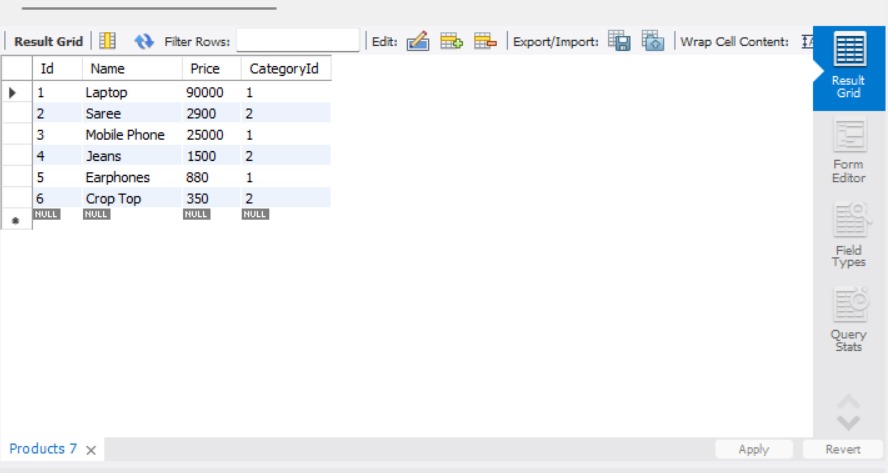 Result Grid Filter Rows: Edit: Export/Import: Wrap Cell Content:
Id Name Price CategoryId
1 Laptop 90000 1
2 Saree 2900 2
3 Mobile Phone 25000 1
4 Jeans 1500 2
5 Earphones 880 1
6 Crop Top 350 2
NULL NULL NULL NULL
Result
Grid
Form
Editor
Field
Types
Query
Stats
Products 7 Apply Revert